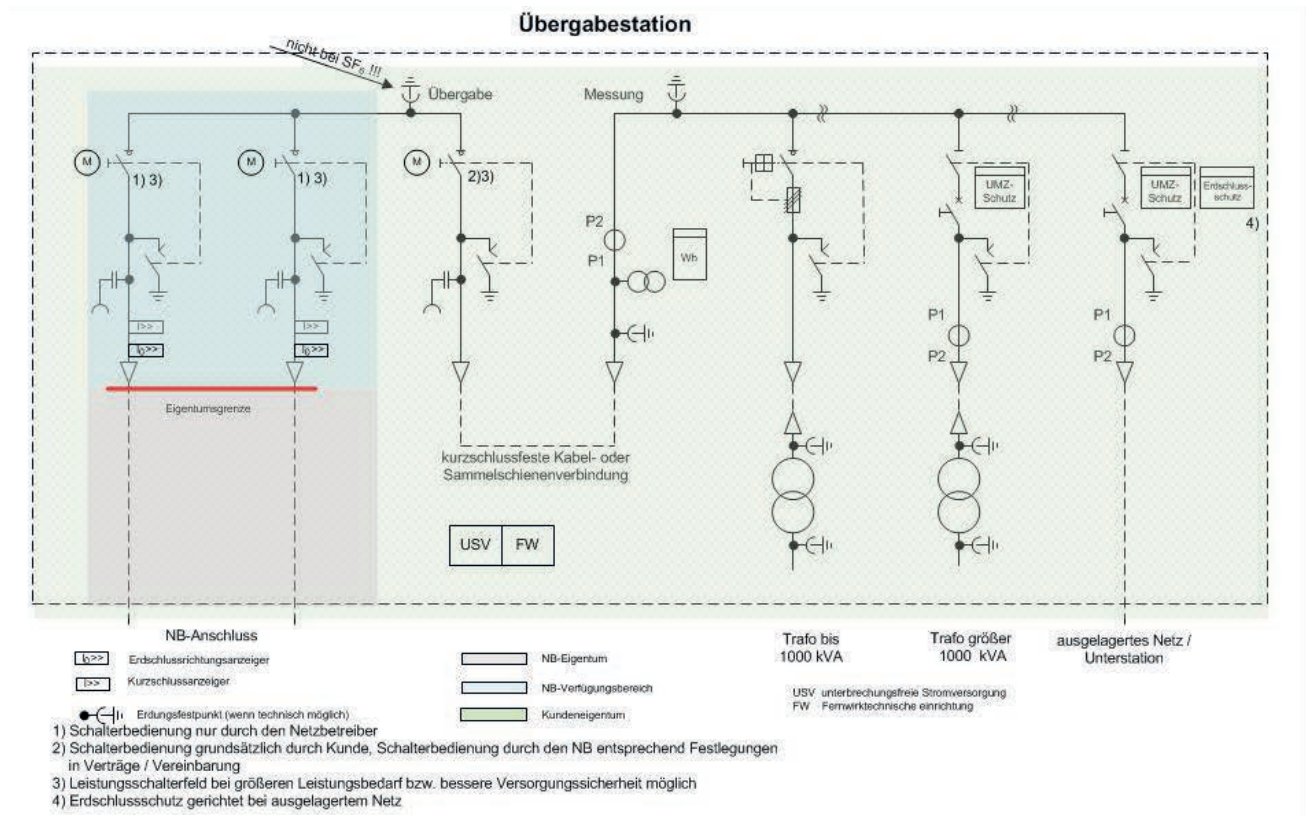 Übergabestation
nicht bei SF6 !!!
Übergabe
Messung
M
1) 3)
M
1) 3)
M
2)3)
UMZ-
Schutz
UMZ-
Schutz
Erdschluss-
schutz
4)
P2
P1
Wh
I>>
I0>>
I>>
I0>>
P1
P2
P1
P2
Eigentumsgrenze
kurzschlussfeste Kabel- oder
Sammelschienenverbindung
USV FW
NB-Anschluss
Trafo bis
1000 kVA
Trafo größer
1000 kVA
ausgelagertes Netz /
Unterstation
I0>> Erdschlussrichtungsanzeiger
I>> Kurzschlussanzeiger
Erdungsfestpunkt (wenn technisch möglich)
NB-Eigentum
NB-Verfügungsbereich
Kundeneigentum
USV unterbrechungsfreie Stromversorgung
FW Fernwirktechnische einrichtung
1) Schalterbedienung nur durch den Netzbetreiber
2) Schalterbedienung grundsätzlich durch Kunde, Schalterbedienung durch den NB entsprechend Festlegungen
in Verträge / Vereinbarung
3) Leistungsschalterfeld bei größeren Leistungsbedarf bzw. bessere Versorgungssicherheit möglich
4) Erdschlussschutz gerichtet bei ausgelagertem Netz